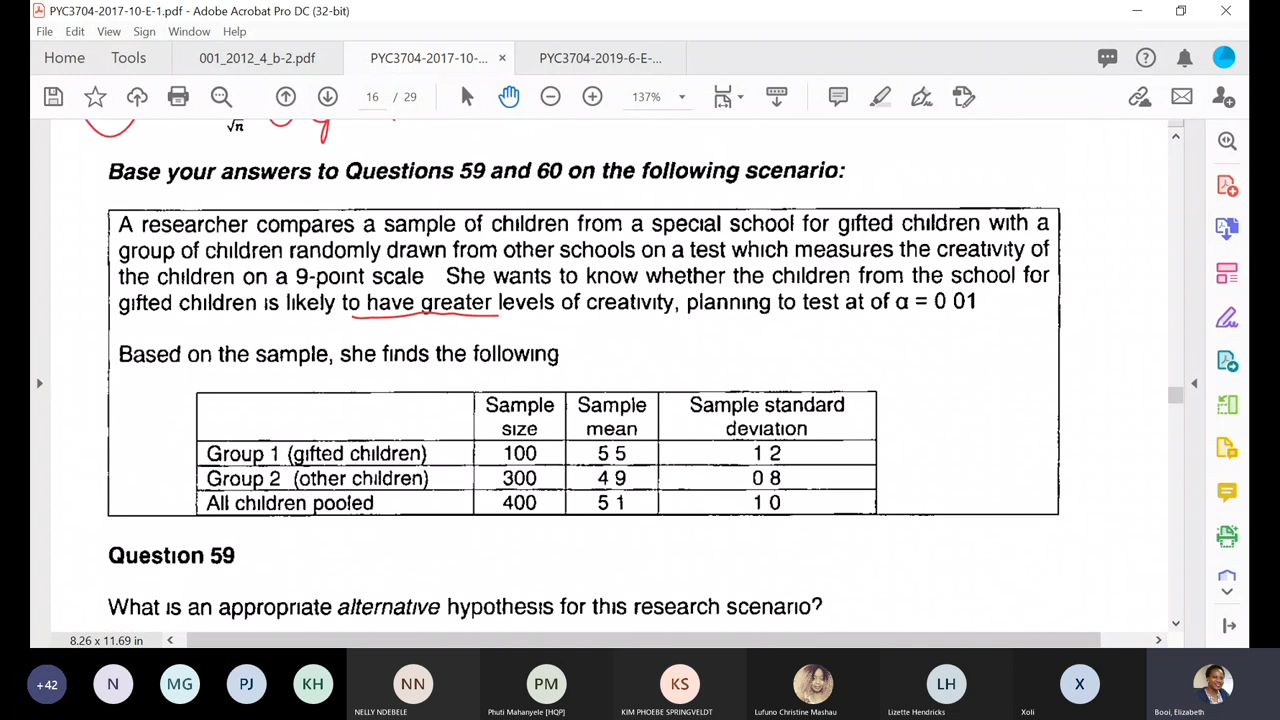 PYC3704-2017-10-E-1.pdf - Adobe Acrobat Pro DC (32-bit)
File Edit View Sign Window Help
Home Tools 001_2012_4_b-2.pdf PYC3704-2017-10-... × PYC3704-2019-6-E-...
16 / 29 137%
√n
Base your answers to Questions 59 and 60 on the following scenario:
A researcher compares a sample of children from a special school for gifted children with a
group of children randomly drawn from other schools on a test which measures the creativity of
the children on a 9-point scale She wants to know whether the children from the school for
gifted children is likely to have greater levels of creativity, planning to test at of α = 0 01
Based on the sample, she finds the following
Sample size Sample mean Sample standard deviation
Group 1 (gifted children) 100 5 5 1 2
Group 2 (other children) 300 4 9 0 8
All children pooled 400 5 1 1 0
Question 59
What is an appropriate alternative hypothesis for this research scenario?
8.26 x 11.69 in
+42 N MG PJ KH NN PM KS LH X
NELLY NDEBELE Phuti Mahanyele [HQP] KIM PHOEBE SPRINGVELDT Lufuno Christine Mashau Lizette Hendricks Xoli Booi, Elizabeth